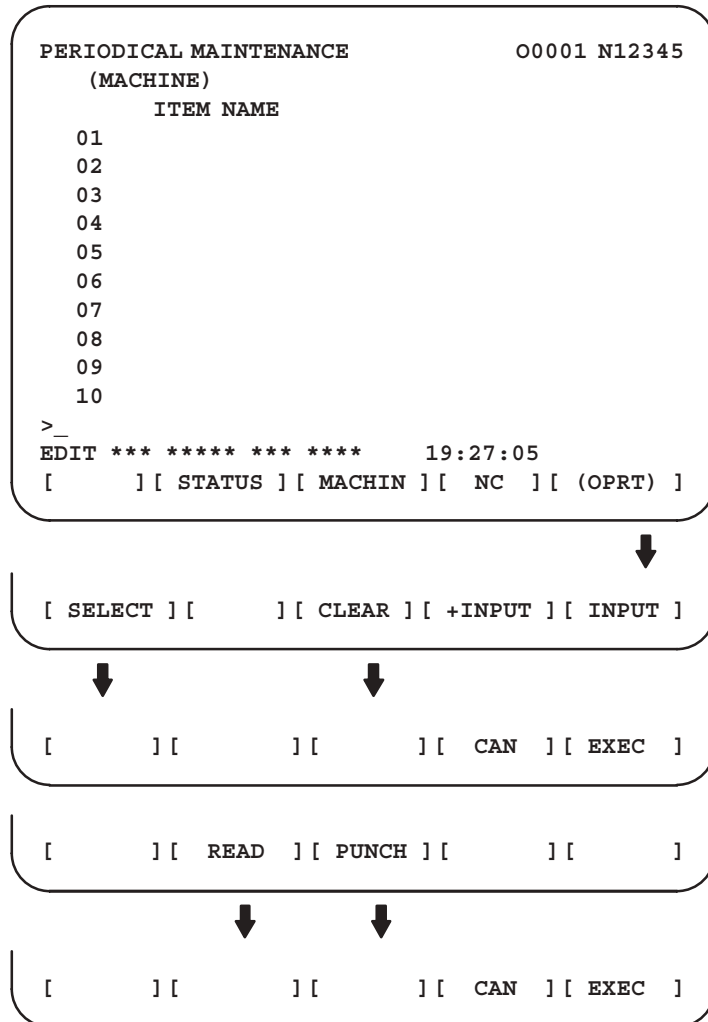 PERIODICAL MAINTENANCE O0001 N12345
(MACHINE)
ITEM NAME
01
02
03
04
05
06
07
08
09
10
>_
EDIT *** ***** *** **** 19:27:05
[ ][ STATUS ][ MACHIN ][ NC ][ (OPRT) ]
[ SELECT ][ ][ CLEAR ][ +INPUT ][ INPUT ]
[ ][ ][ ][ CAN ][ EXEC ]
[ ][ READ ][ PUNCH ][ ][ ]
[ ][ ][ ][ CAN ][ EXEC ]